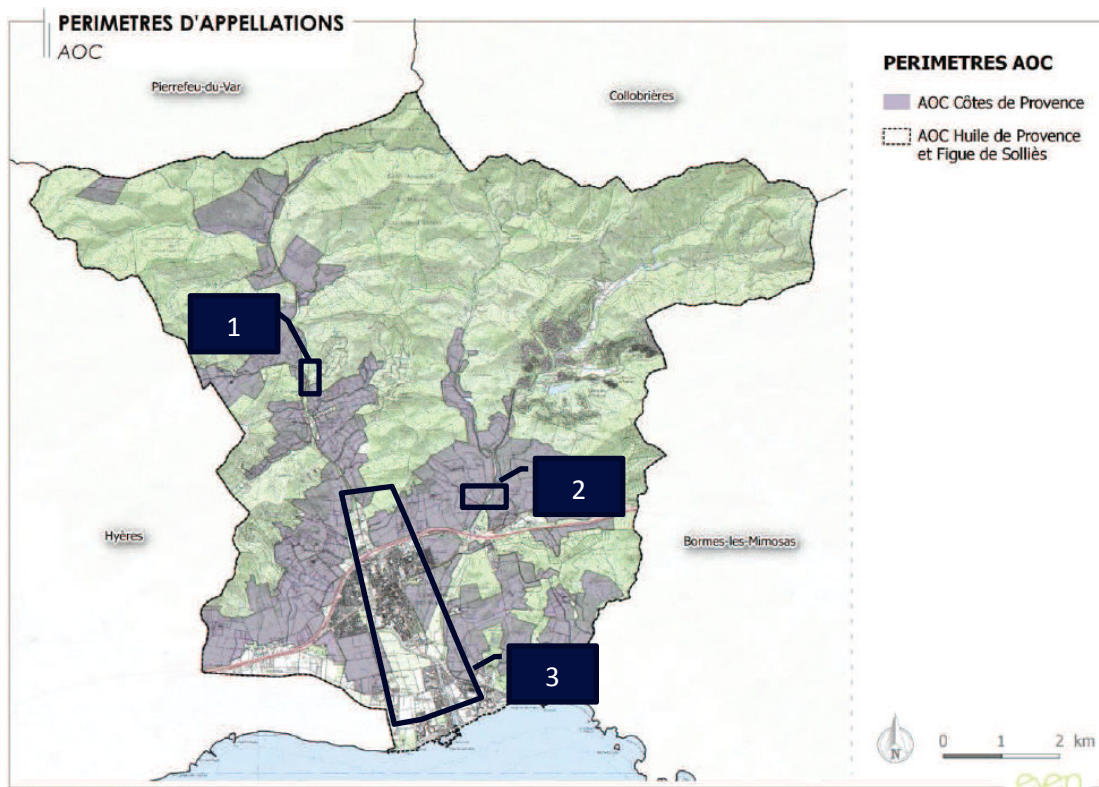 PERIMETRES D'APPELLATIONS
AOC
Pierrefeu-du-Var
Collobrières
Hyères
Bormes-les-Mimosas
1
2
3
PERIMETRES AOC
AOC Côtes de Provence
AOC Huile de Provence
et Figue de Solliès
N
0 1 2 km
even